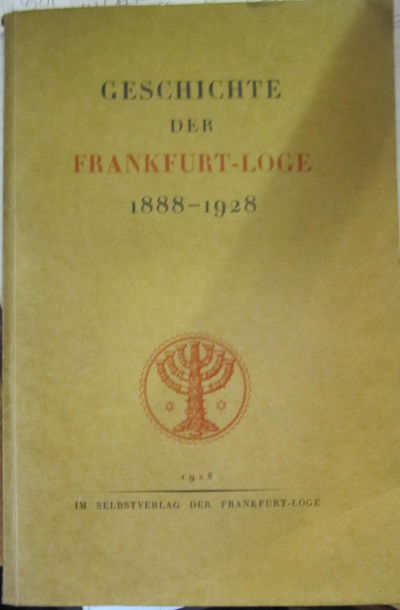 GESCHICHTE
DER
FRANKFURT-LOGE
1888–1928
1928
IM SELBSTVERLAG DER FRANKFURT-LOGE